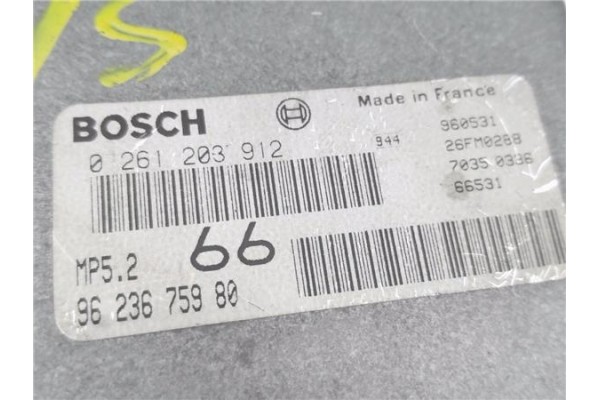 BOSCH
Made in France
0 261 203 912
944
960531
26FM0288
7035 0336
66531
MP5.2
66
96 236 759 80